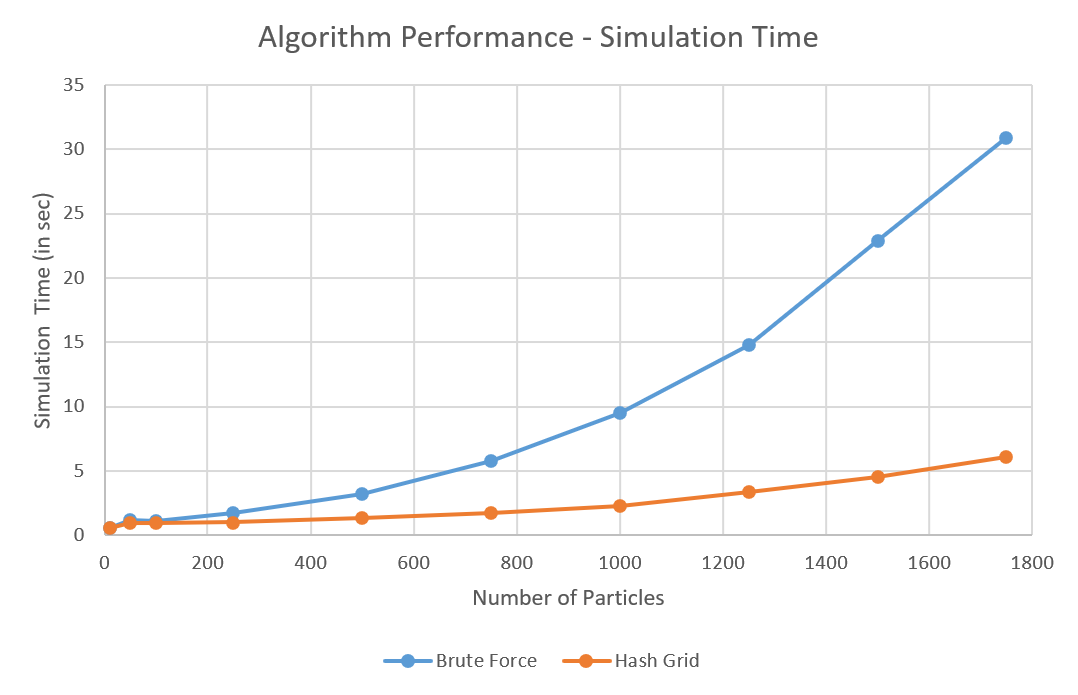 Algorithm Performance - Simulation Time
35
30
25
20
15
10
5
0
Simulation Time (in sec)
0 200 400 600 800 1000 1200 1400 1600 1800
Number of Particles
Brute Force Hash Grid